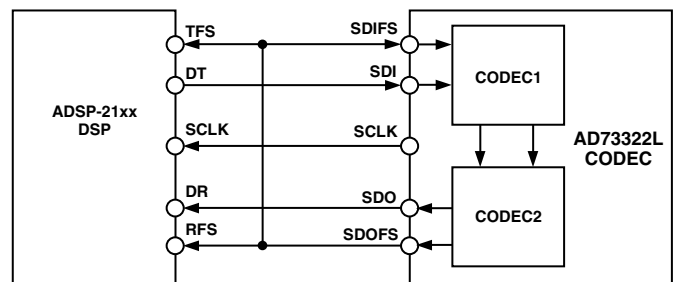 TFS
SDIFS
DT
SDI
CODEC1
ADSP-21xx
DSP
SCLK
SCLK
AD73322L
CODEC
DR
SDO
CODEC2
RFS
SDOFS